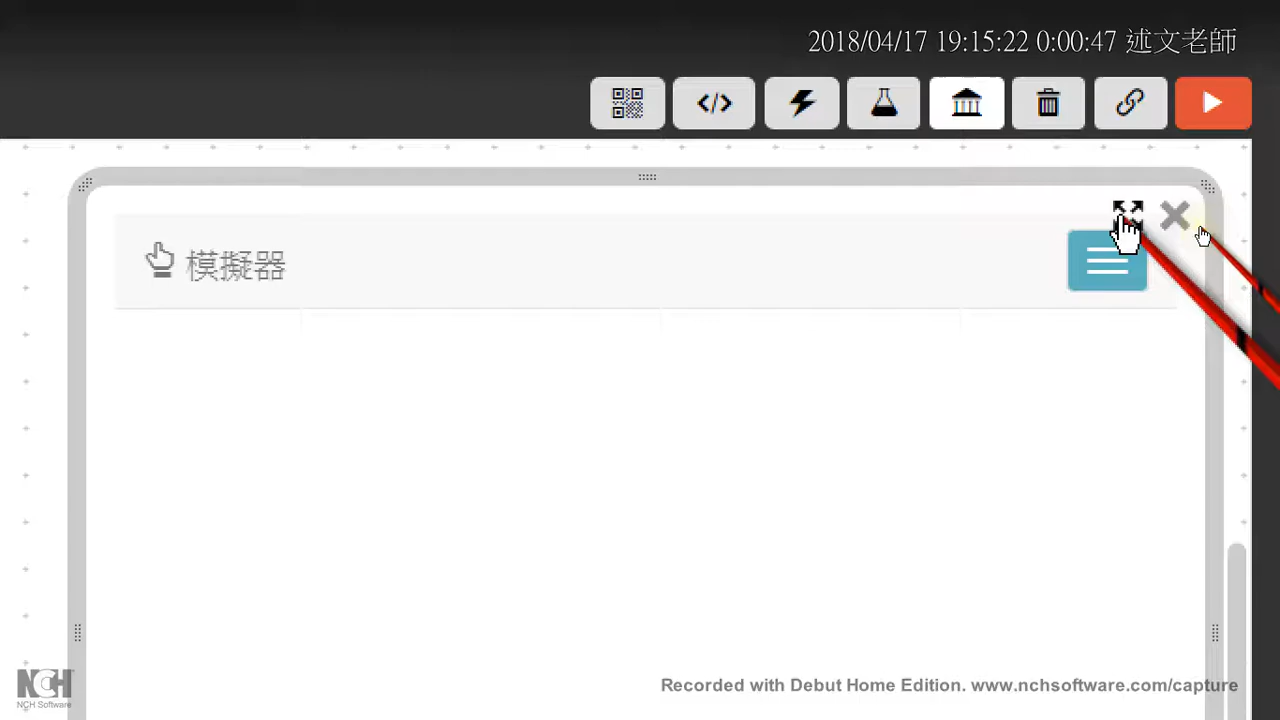 2018/04/17 19:15:22 0:00:47 述文老師
</>
模擬器
NCH
NCH Software
Recorded with Debut Home Edition. www.nchsoftware.com/capture